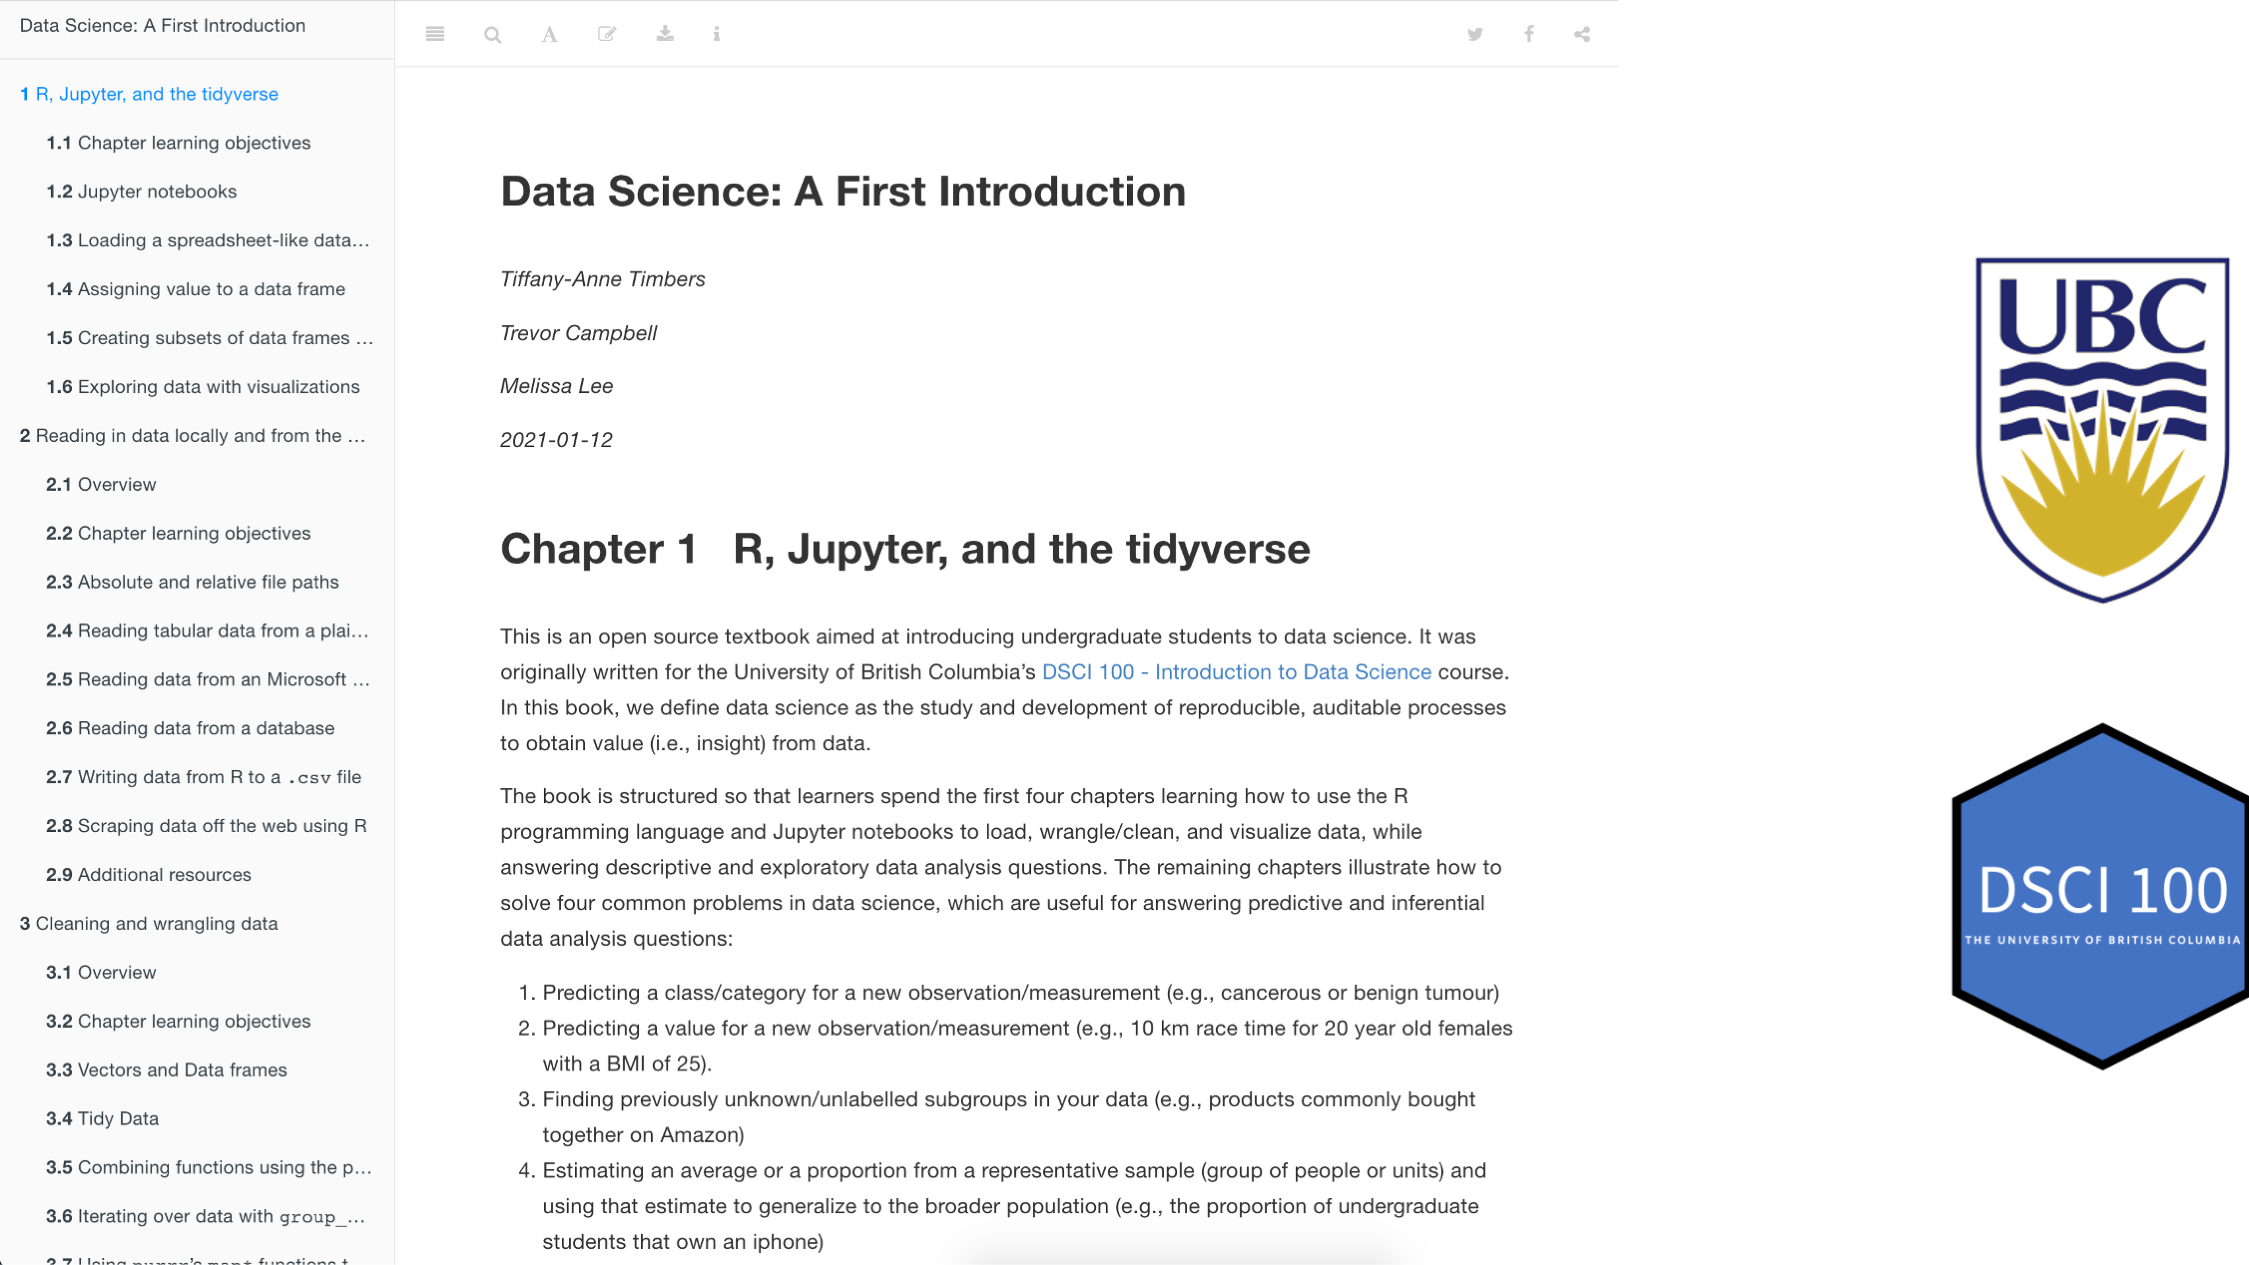 Data Science: A First Introduction
1 R, Jupyter, and the tidyverse
1.1 Chapter learning objectives
1.2 Jupyter notebooks
1.3 Loading a spreadsheet-like data...
1.4 Assigning value to a data frame
1.5 Creating subsets of data frames ...
1.6 Exploring data with visualizations
2 Reading in data locally and from the ...
2.1 Overview
2.2 Chapter learning objectives
2.3 Absolute and relative file paths
2.4 Reading tabular data from a plai...
2.5 Reading data from an Microsoft ...
2.6 Reading data from a database
2.7 Writing data from R to a .csv file
2.8 Scraping data off the web using R
2.9 Additional resources
3 Cleaning and wrangling data
3.1 Overview
3.2 Chapter learning objectives
3.3 Vectors and Data frames
3.4 Tidy Data
3.5 Combining functions using the p...
3.6 Iterating over data with group_...
3.7 Using purrr's map* functions t...
Data Science: A First Introduction
Tiffany-Anne Timbers
Trevor Campbell
Melissa Lee
2021-01-12
Chapter 1 R, Jupyter, and the tidyverse
This is an open source textbook aimed at introducing undergraduate students to data science. It was
originally written for the University of British Columbia's DSCI 100 - Introduction to Data Science course.
In this book, we define data science as the study and development of reproducible, auditable processes
to obtain value (i.e., insight) from data.
The book is structured so that learners spend the first four chapters learning how to use the R
programming language and Jupyter notebooks to load, wrangle/clean, and visualize data, while
answering descriptive and exploratory data analysis questions. The remaining chapters illustrate how to
solve four common problems in data science, which are useful for answering predictive and inferential
data analysis questions:
1. Predicting a class/category for a new observation/measurement (e.g., cancerous or benign tumour)
2. Predicting a value for a new observation/measurement (e.g., 10 km race time for 20 year old females
with a BMI of 25).
3. Finding previously unknown/unlabelled subgroups in your data (e.g., products commonly bought
together on Amazon)
4. Estimating an average or a proportion from a representative sample (group of people or units) and
using that estimate to generalize to the broader population (e.g., the proportion of undergraduate
students that own an iphone)
UBC
DSCI 100
THE UNIVERSITY OF BRITISH COLUMBIA